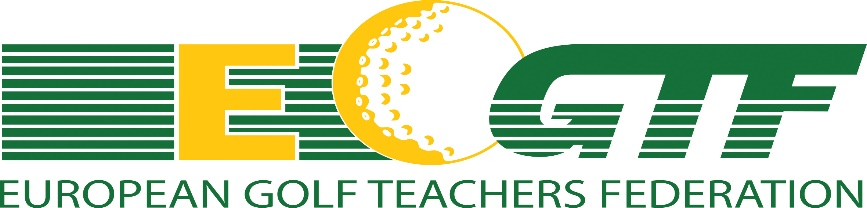 EGTF
EUROPEAN GOLF TEACHERS FEDERATION